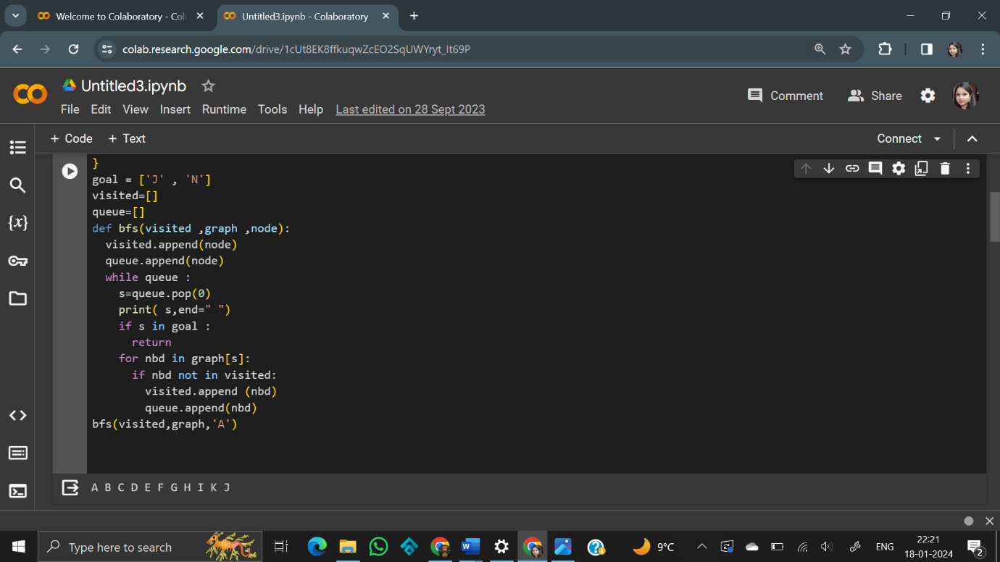 Welcome to Colaboratory - Col
Untitled3.ipynb - Colaboratory
colab.research.google.com/drive/1cUt8EK8ffkuqwZcEO2SqUWYryt_It69P
Untitled3.ipynb
Comment
Share
File Edit View Insert Runtime Tools Help Last edited on 28 Sept 2023
+ Code + Text
Connect
}
goal = ['J' , 'N']
visited=[]
queue=[]
def bfs(visited ,graph ,node):
visited.append(node)
queue.append(node)
while queue :
s=queue.pop(0)
print( s,end=" ")
if s in goal :
return
for nbd in graph[s]:
if nbd not in visited:
visited.append (nbd)
queue.append(nbd)
bfs(visited,graph,'A')
A B C D E F G H I K J
Type here to search
9°C
ENG
22:21
18-01-2024
2